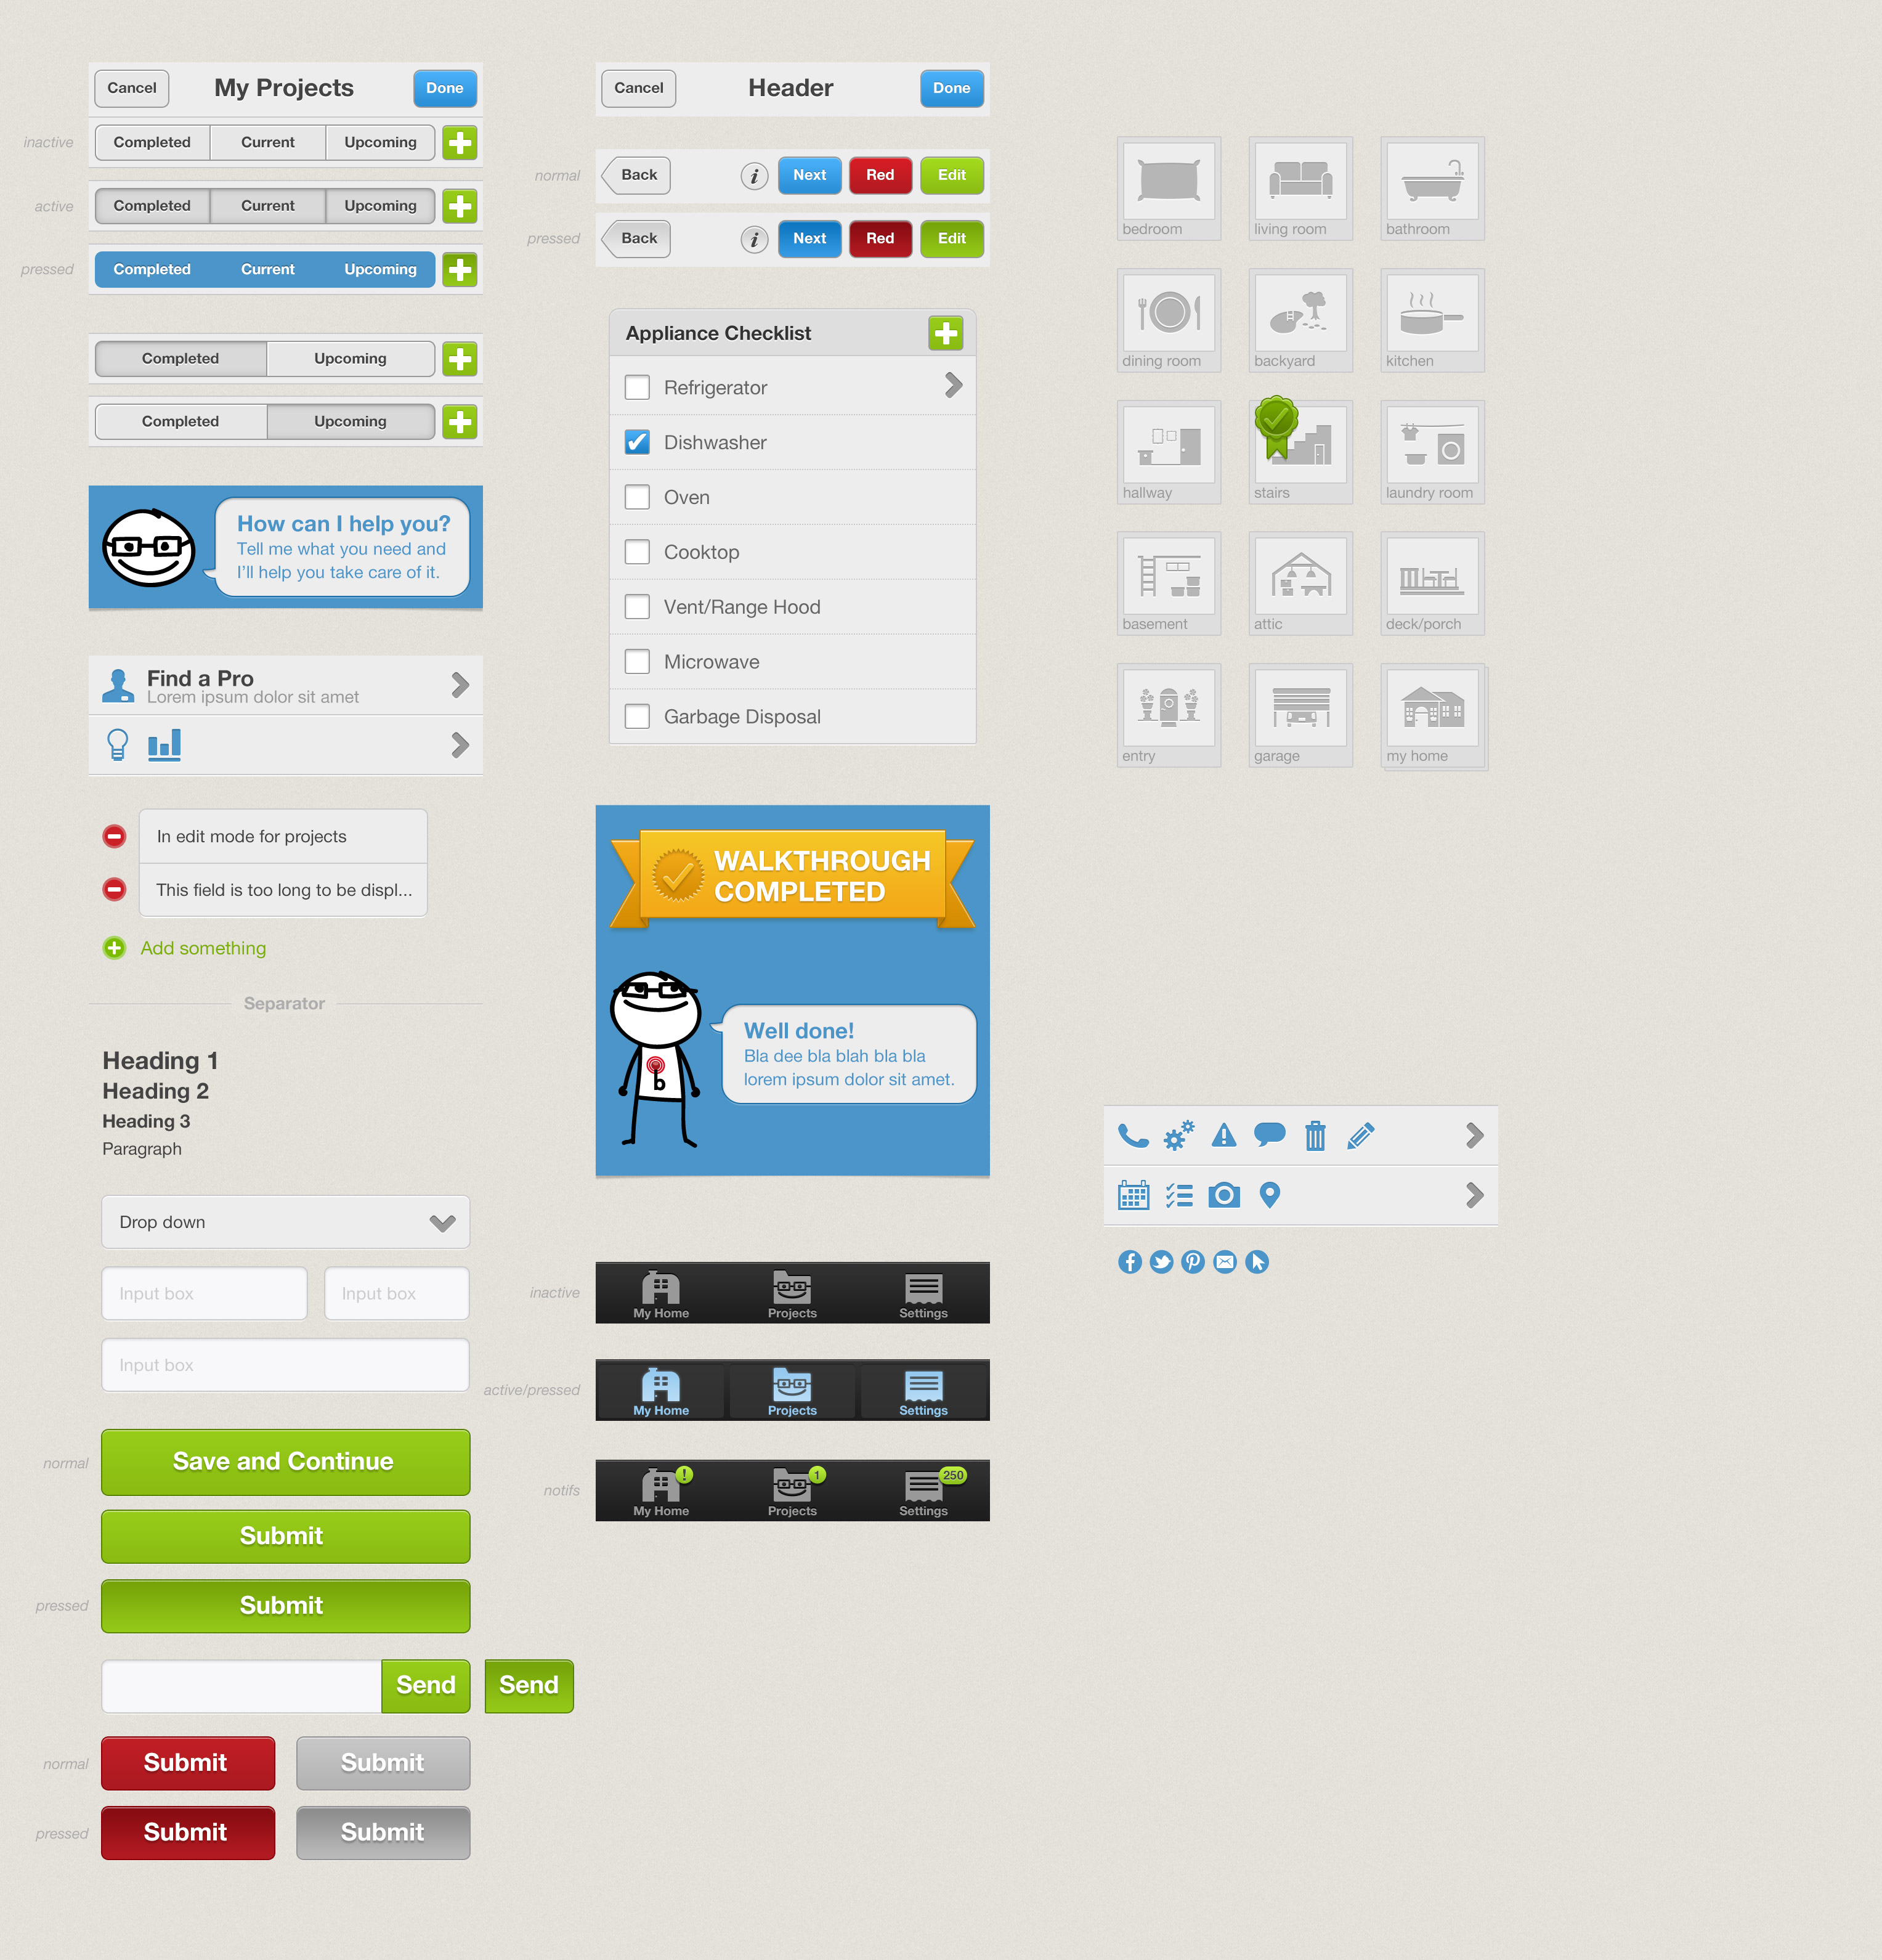 Cancel My Projects Done
inactive Completed Current Upcoming
active Completed Current Upcoming
pressed Completed Current Upcoming
Completed Upcoming
Completed Upcoming
How can I help you?
Tell me what you need and
I'll help you take care of it.
Find a Pro
Lorem ipsum dolor sit amet
In edit mode for projects
This field is too long to be displ...
Add something
Separator
Heading 1
Heading 2
Heading 3
Paragraph
Drop down
Input box Input box
Input box
normal Save and Continue
Submit
pressed Submit
Send Send
normal Submit Submit
pressed Submit Submit
Cancel Header Done
normal Back i Next Red Edit
pressed Back i Next Red Edit
Appliance Checklist
Refrigerator
Dishwasher
Oven
Cooktop
Vent/Range Hood
Microwave
Garbage Disposal
WALKTHROUGH
COMPLETED
Well done!
Bla dee bla blah bla bla
lorem ipsum dolor sit amet.
b
inactive My Home Projects Settings
active/pressed My Home Projects Settings
! 1 250
notifs My Home Projects Settings
bedroom living room bathroom
dining room backyard kitchen
hallway stairs laundry room
basement attic deck/porch
entry garage my home